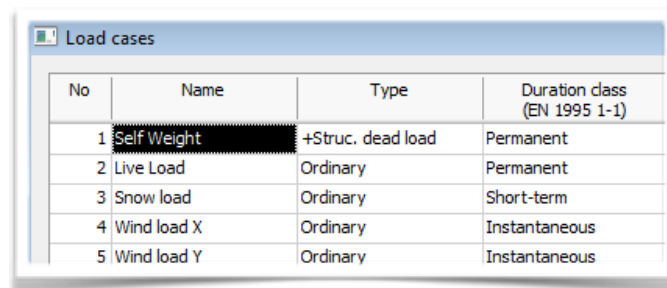 Load cases
No Name Type Duration class
(EN 1995 1-1)
1 Self Weight +Struc. dead load Permanent
2 Live Load Ordinary Permanent
3 Snow load Ordinary Short-term
4 Wind load X Ordinary Instantaneous
5 Wind load Y Ordinary Instantaneous